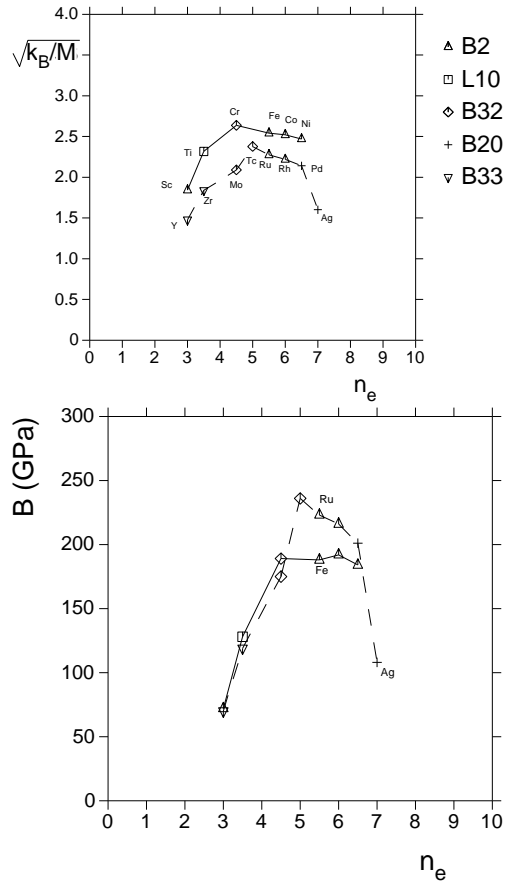 4.0
√k_B/M
3.0
2.5
2.0
1.5
1.0
0.5
0
0 1 2 3 4 5 6 7 8 9 10
n_e
Sc
Ti
Cr
Fe
Co
Ni
Y
Zr
Mo
Tc
Ru
Rh
Pd
Ag
B2
L10
B32
B20
B33
B (GPa)
300
250
200
150
100
50
0
0 1 2 3 4 5 6 7 8 9 10
n_e
Ru
Fe
Ag